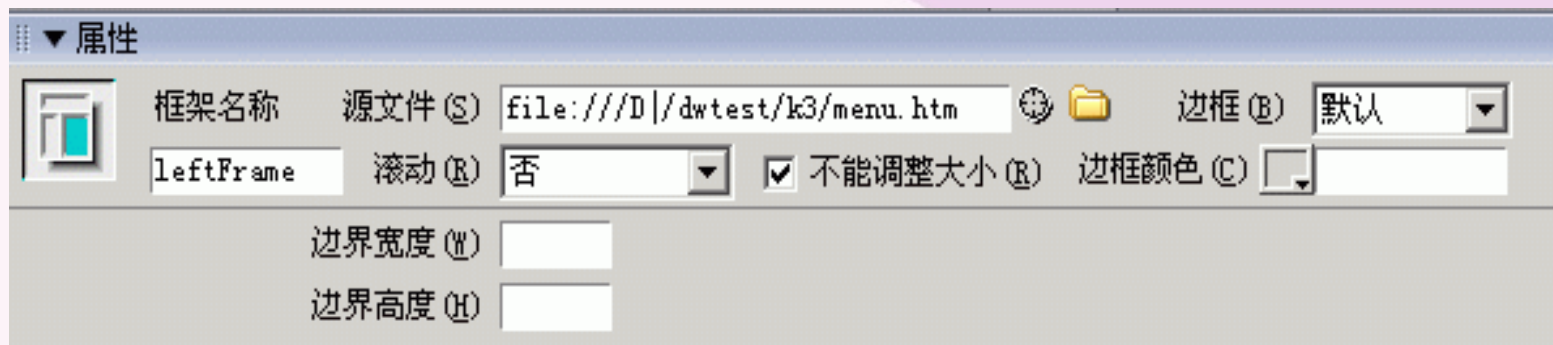 属性
框架名称 源文件(S) file:///D|/dwtest/k3/menu.htm 边框(B) 默认
leftFrame 滚动(R) 否 不能调整大小(R) 边框颜色(C)
边界宽度(W)
边界高度(H)